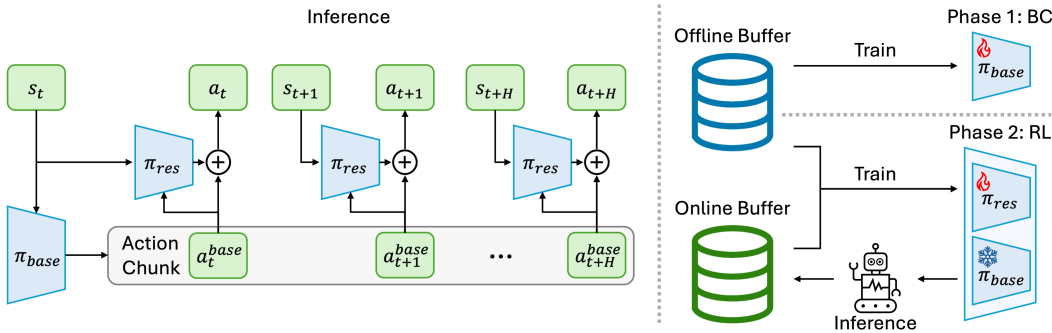 Inference
s_t
a_t
s_{t+1}
a_{t+1}
s_{t+H}
a_{t+H}
π_res
+
π_res
+
π_res
+
π_base
Action
Chunk
a_t^{base}
a_{t+1}^{base}
...
a_{t+H}^{base}
Offline Buffer
Train
Phase 1: BC
π_base
Phase 2: RL
Train
π_res
Online Buffer
π_base
Inference